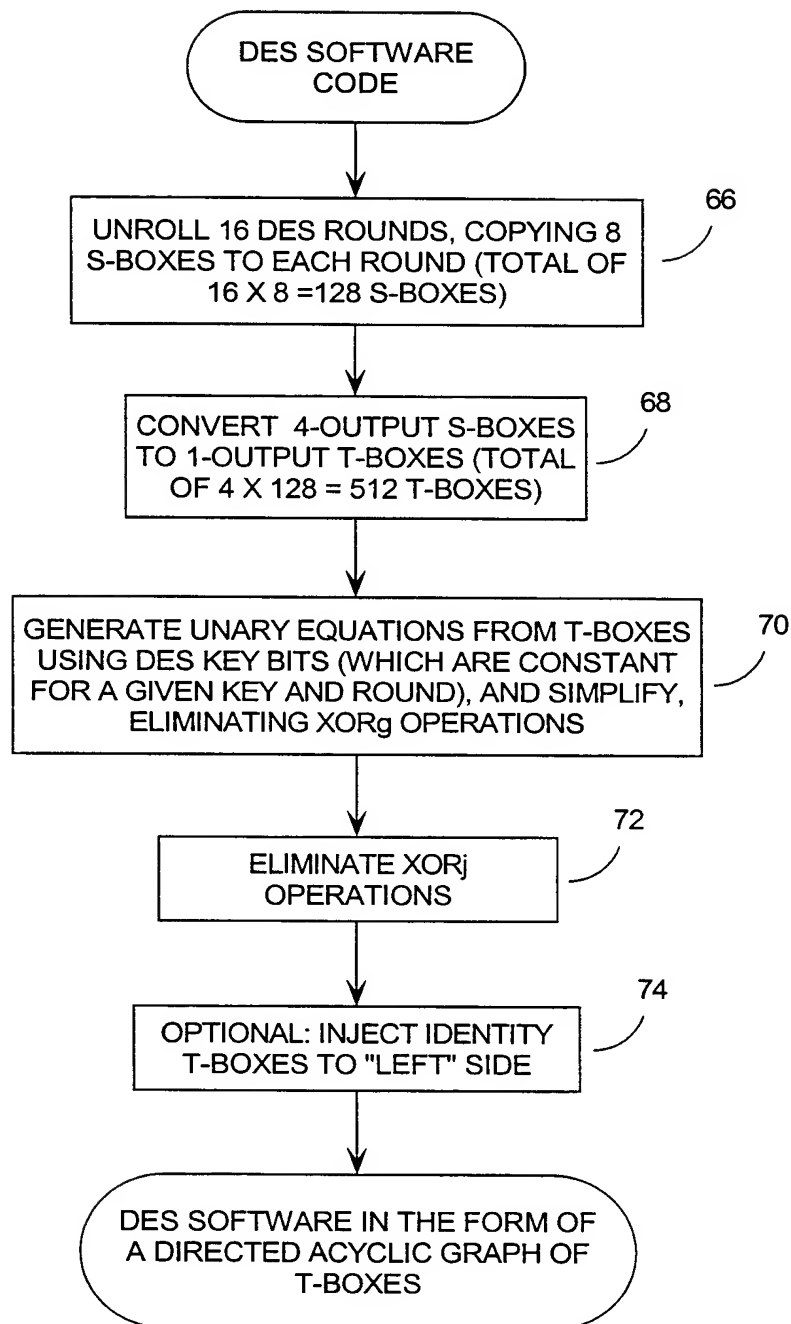 DES SOFTWARE
CODE
66
UNROLL 16 DES ROUNDS, COPYING 8
S-BOXES TO EACH ROUND (TOTAL OF
16 X 8 =128 S-BOXES)
68
CONVERT 4-OUTPUT S-BOXES
TO 1-OUTPUT T-BOXES (TOTAL
OF 4 X 128 = 512 T-BOXES)
70
GENERATE UNARY EQUATIONS FROM T-BOXES
USING DES KEY BITS (WHICH ARE CONSTANT
FOR A GIVEN KEY AND ROUND), AND SIMPLIFY,
ELIMINATING XORg OPERATIONS
72
ELIMINATE XORj
OPERATIONS
74
OPTIONAL: INJECT IDENTITY
T-BOXES TO "LEFT" SIDE
DES SOFTWARE IN THE FORM OF
A DIRECTED ACYCLIC GRAPH OF
T-BOXES